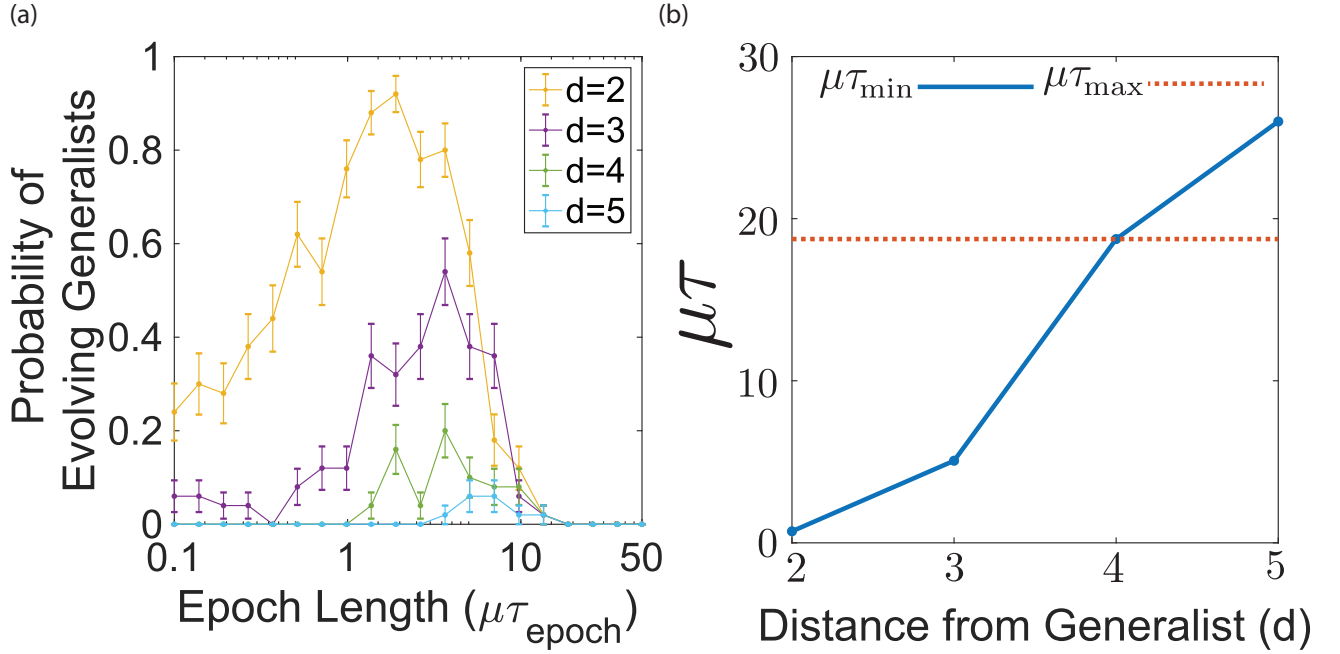 (a)
Probability of
Evolving Generalists
1
0.8
0.6
0.4
0.2
0
0.1
1
10
50
Epoch Length (μτepoch)
d=2
d=3
d=4
d=5
(b)
μτ
30
20
10
0
2
3
4
5
Distance from Generalist (d)
μτmin
μτmax